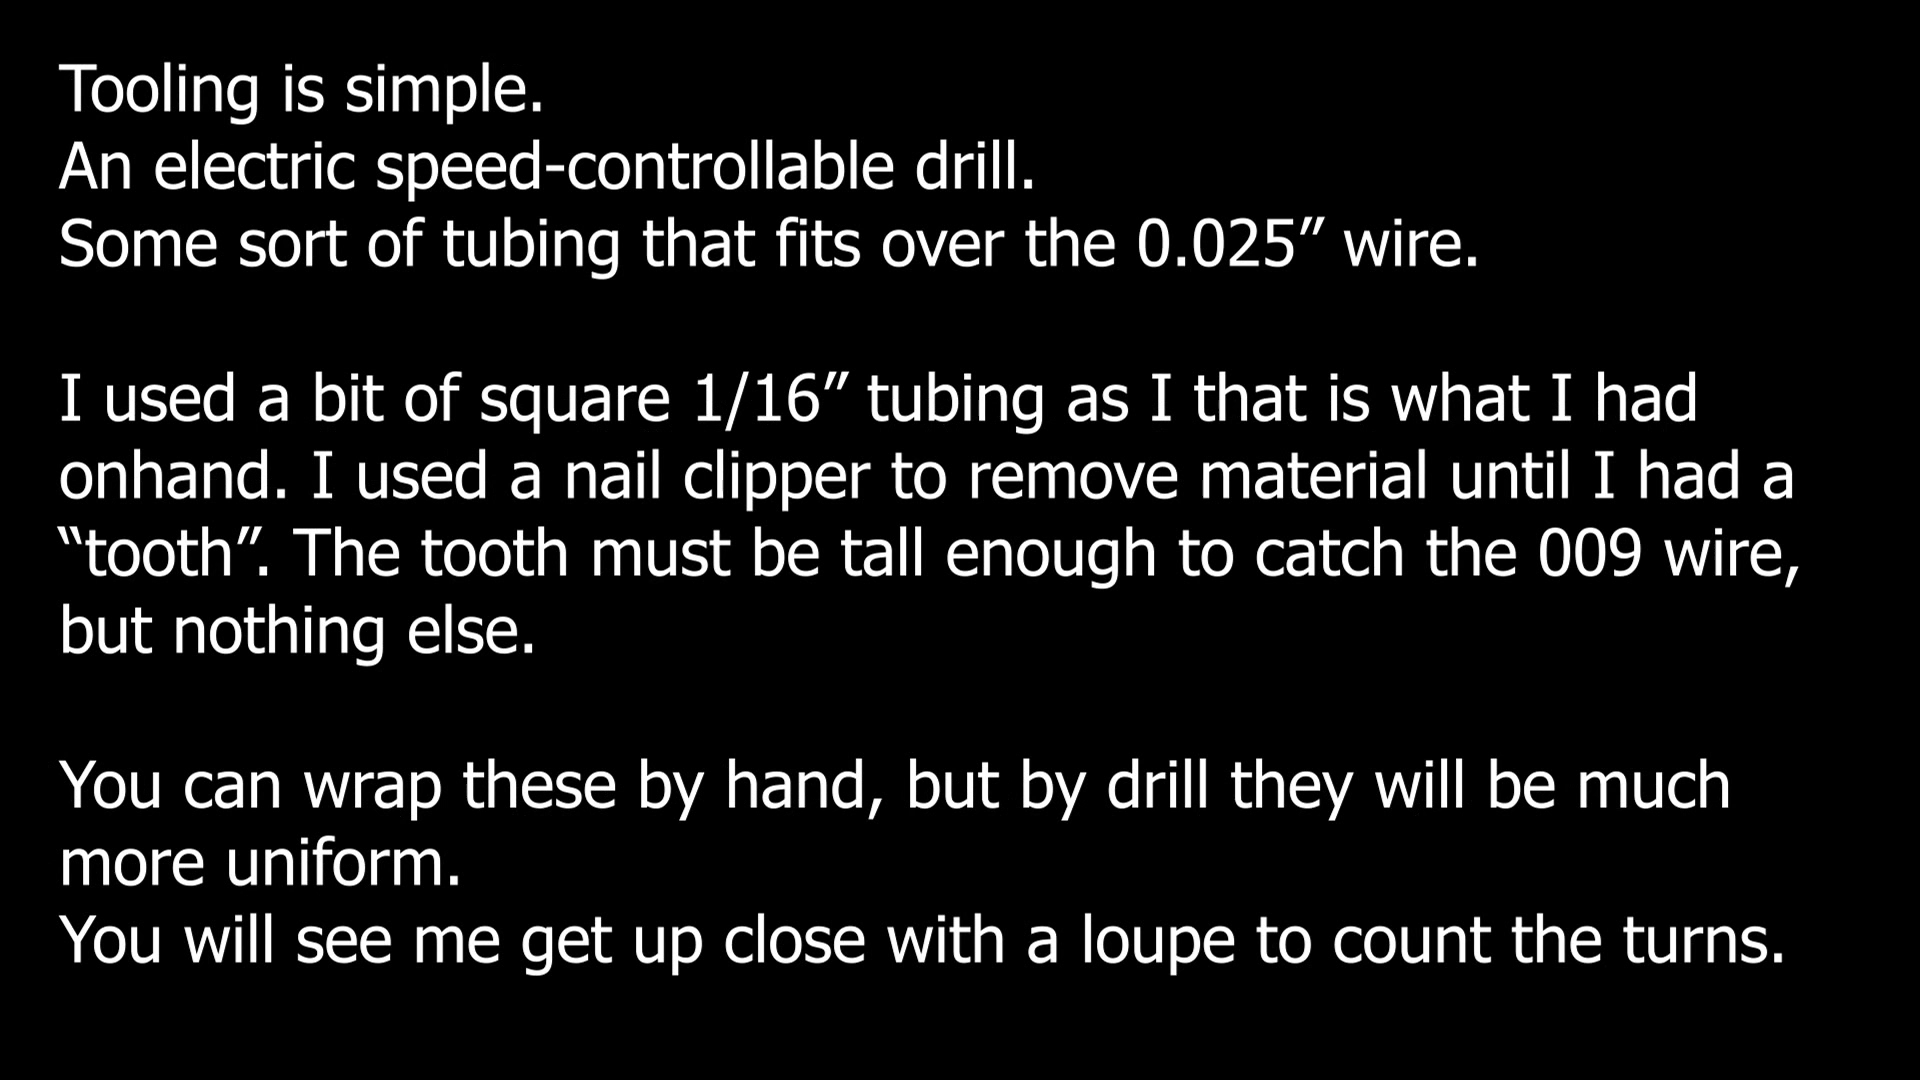 Tooling is simple.
An electric speed-controllable drill.
Some sort of tubing that fits over the 0.025” wire.
I used a bit of square 1/16” tubing as I that is what I had
onhand. I used a nail clipper to remove material until I had a
“tooth”. The tooth must be tall enough to catch the 009 wire,
but nothing else.
You can wrap these by hand, but by drill they will be much
more uniform.
You will see me get up close with a loupe to count the turns.